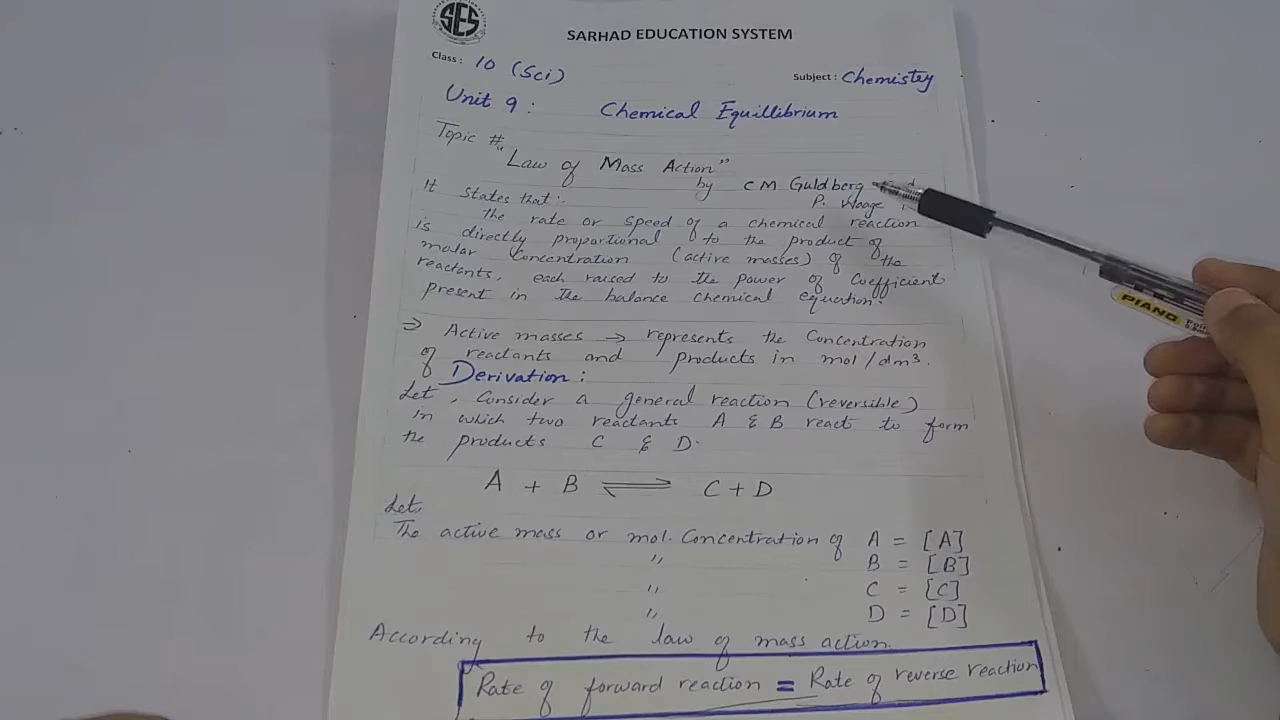 SES
SARHAD EDUCATION SYSTEM
Class : 10 (Sci)
Subject : Chemistry
Unit 9 : Chemical Equillibrium
Topic #
"Law of Mass Action"
by C M Guldberg
P. Waage
It states that :-
the rate or speed of a chemical reaction
is directly proportional to the product of
molar concentration (active masses) of the
reactants, each raised to the power of coefficient
present in the balance chemical equation.
⇒ Active masses → represents the concentration
of reactants and products in mol/dm³.
Derivation :
Let, Consider a general reaction (reversible)
in which two reactants A & B react to form
the products C & D.
A + B ⇌ C + D
Let,
The active mass or mol. Concentration of A = [A]
" B = [B]
" C = [C]
" D = [D]
According to the law of mass action.
Rate of forward reaction = Rate of reverse reaction
PIANO